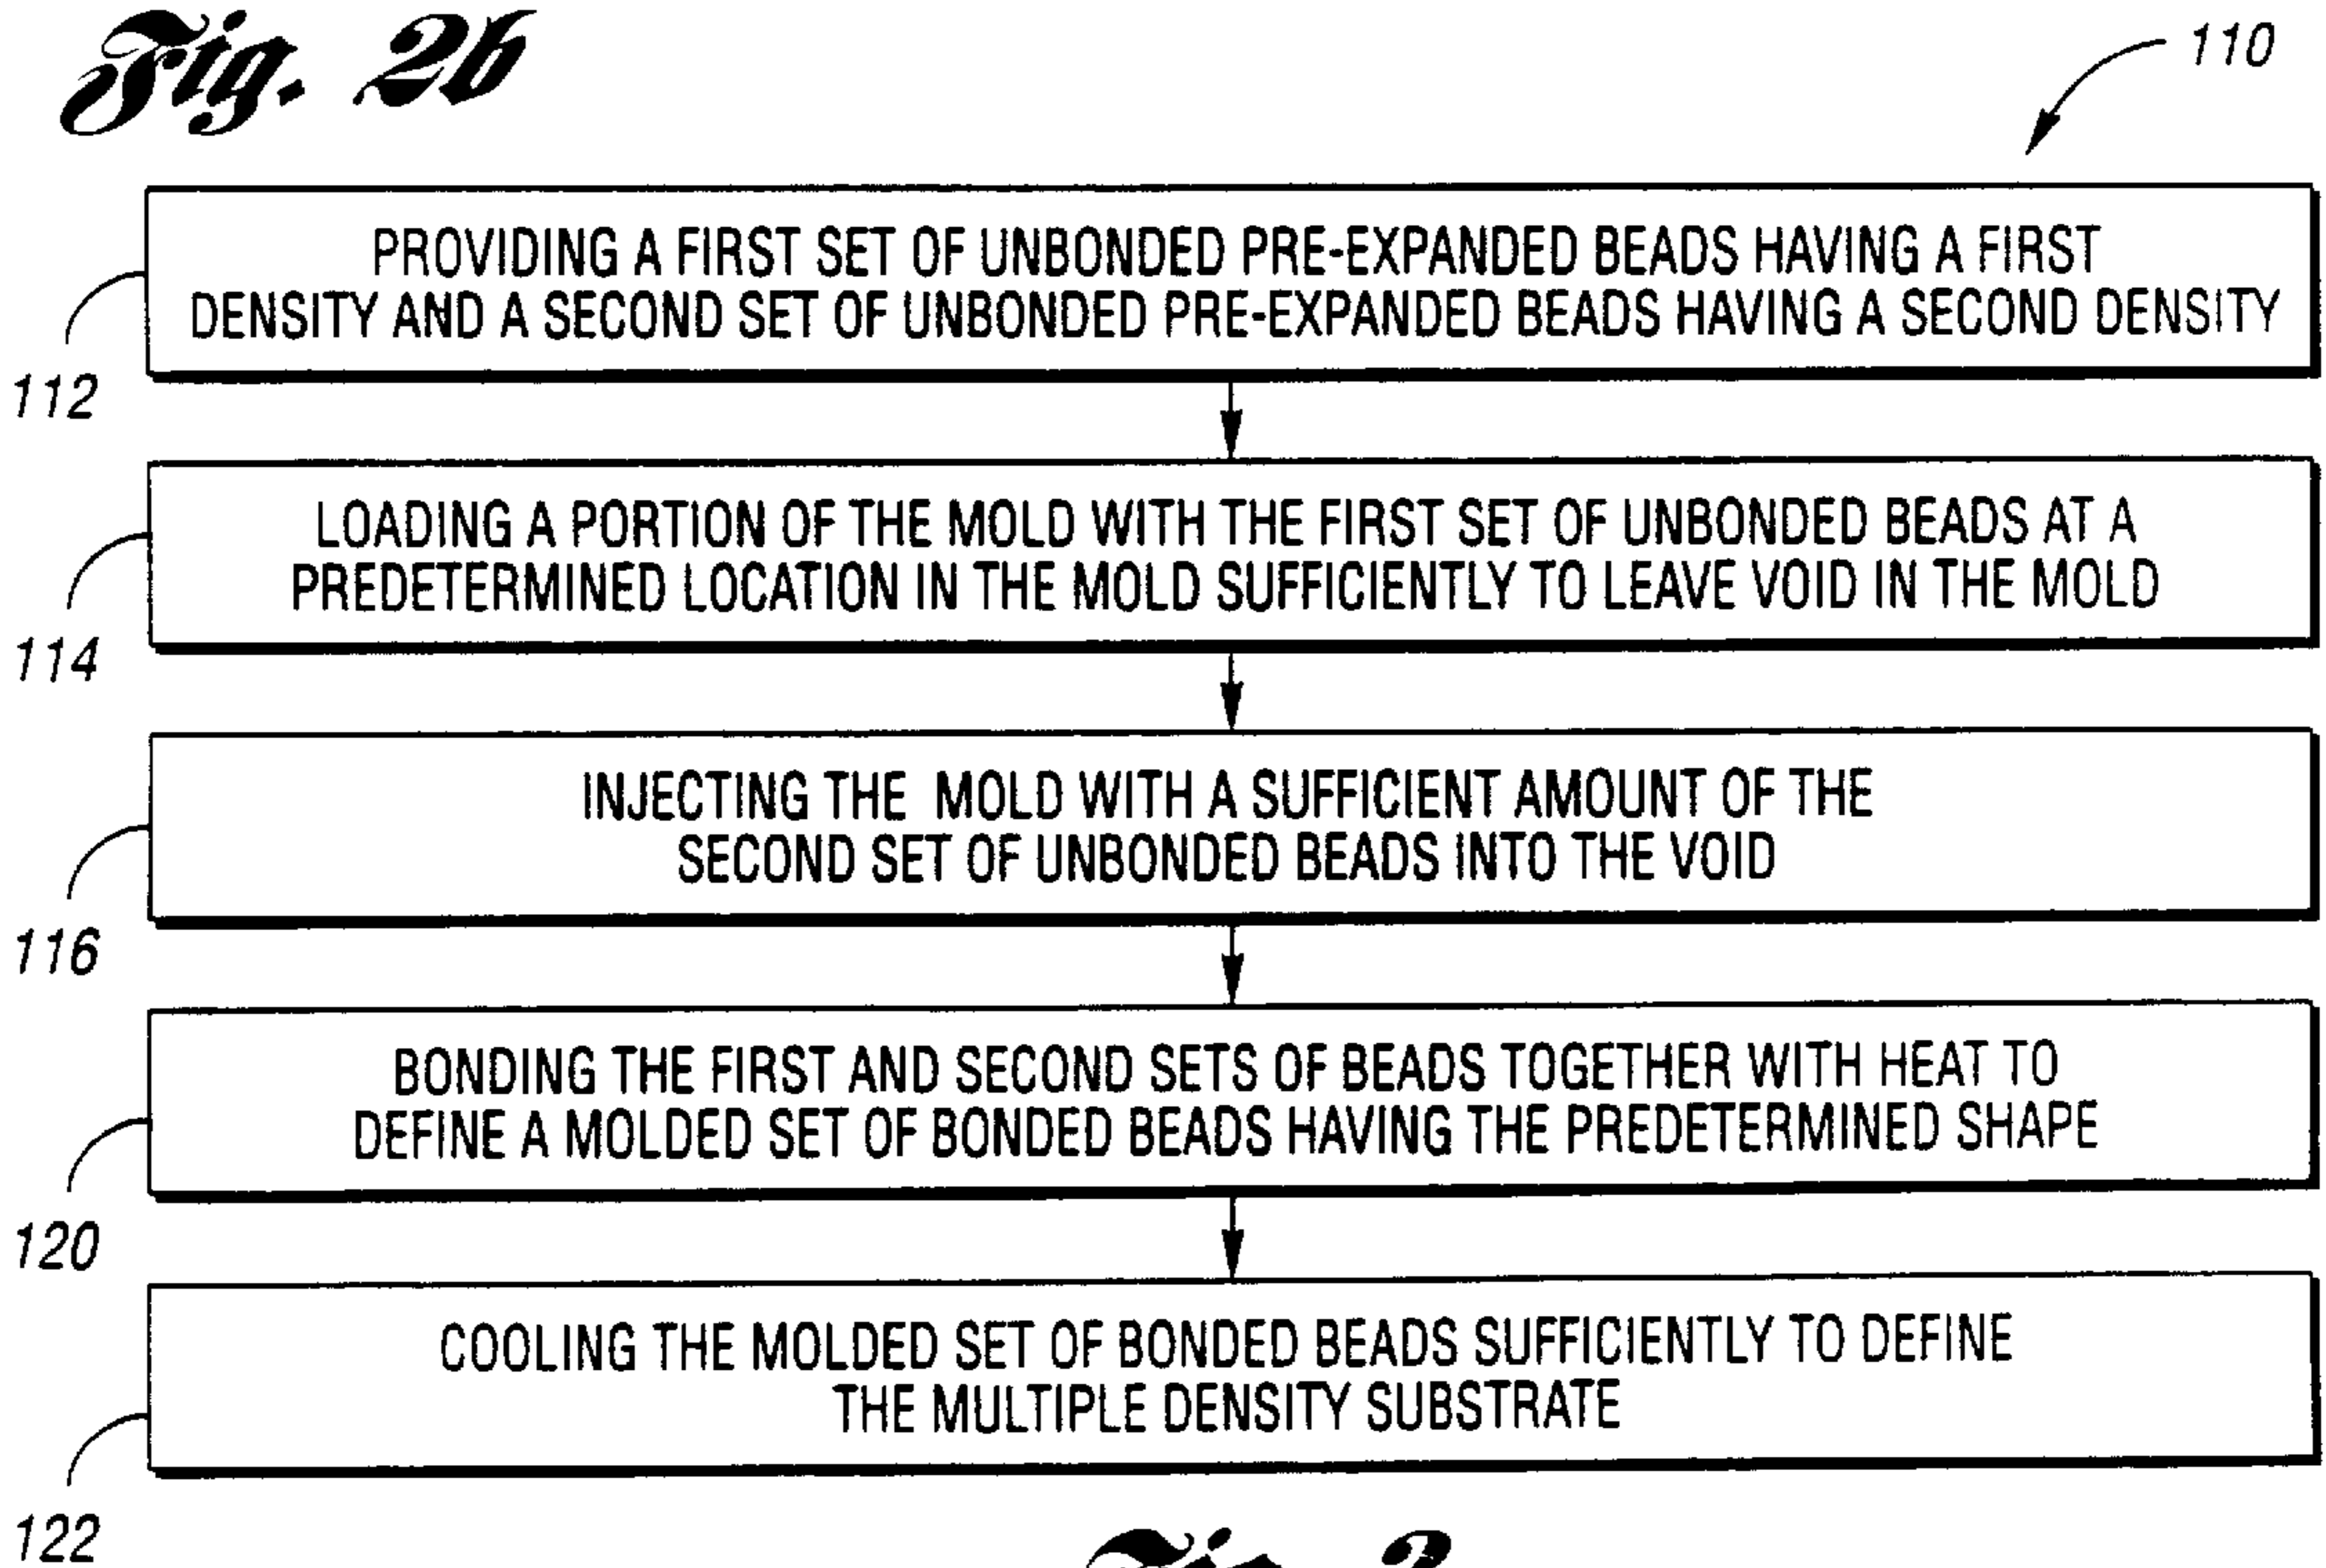 Fig. 2b
110
PROVIDING A FIRST SET OF UNBONDED PRE-EXPANDED BEADS HAVING A FIRST
DENSITY AND A SECOND SET OF UNBONDED PRE-EXPANDED BEADS HAVING A SECOND DENSITY
112
LOADING A PORTION OF THE MOLD WITH THE FIRST SET OF UNBONDED BEADS AT A
PREDETERMINED LOCATION IN THE MOLD SUFFICIENTLY TO LEAVE VOID IN THE MOLD
114
INJECTING THE MOLD WITH A SUFFICIENT AMOUNT OF THE
SECOND SET OF UNBONDED BEADS INTO THE VOID
116
BONDING THE FIRST AND SECOND SETS OF BEADS TOGETHER WITH HEAT TO
DEFINE A MOLDED SET OF BONDED BEADS HAVING THE PREDETERMINED SHAPE
120
COOLING THE MOLDED SET OF BONDED BEADS SUFFICIENTLY TO DEFINE
THE MULTIPLE DENSITY SUBSTRATE
122